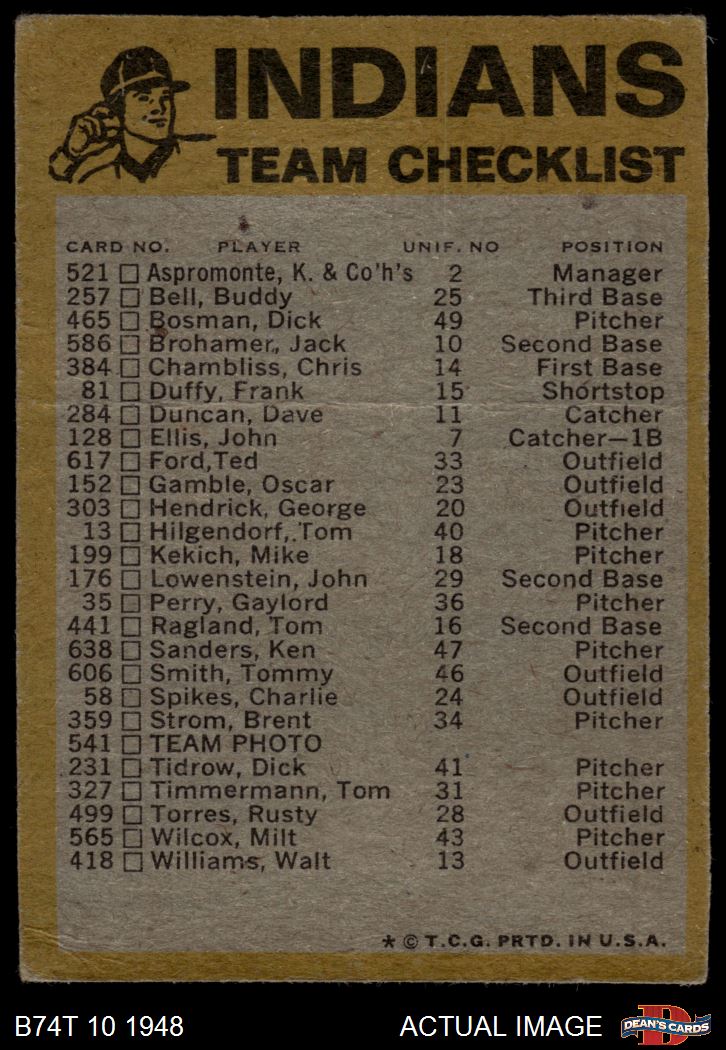 INDIANS
TEAM CHECKLIST
CARD NO. PLAYER UNIF. NO POSITION
521 Aspromonte, K. & Co'h's 2 Manager
257 Bell, Buddy 25 Third Base
465 Bosman, Dick 49 Pitcher
586 Brohamer, Jack 10 Second Base
384 Chambliss, Chris 14 First Base
81 Duffy, Frank 15 Shortstop
284 Duncan, Dave 11 Catcher
128 Ellis, John 7 Catcher—1B
617 Ford,Ted 33 Outfield
152 Gamble, Oscar 23 Outfield
303 Hendrick, George 20 Outfield
13 Hilgendorf, Tom 40 Pitcher
199 Kekich, Mike 18 Pitcher
176 Lowenstein, John 29 Second Base
35 Perry, Gaylord 36 Pitcher
441 Ragland, Tom 16 Second Base
638 Sanders, Ken 47 Pitcher
606 Smith, Tommy 46 Outfield
58 Spikes, Charlie 24 Outfield
359 Strom, Brent 34 Pitcher
541 TEAM PHOTO
231 Tidrow, Dick 41 Pitcher
327 Timmermann, Tom 31 Pitcher
499 Torres, Rusty 28 Outfield
565 Wilcox, Milt 43 Pitcher
418 Williams, Walt 13 Outfield
* © T.C.G. PRTD. IN U.S.A.
B74T 10 1948 ACTUAL IMAGE DEAN'S CARDS